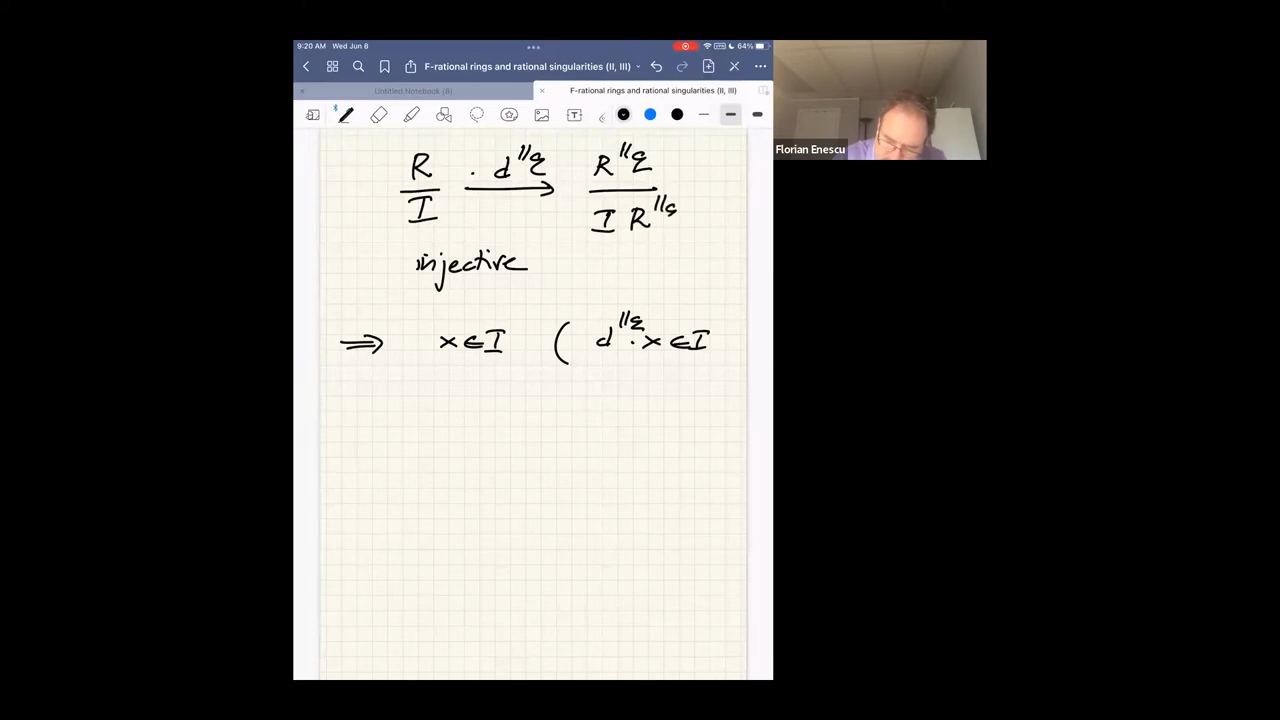 9:20 AM Wed Jun 8
64%
F-rational rings and rational singularities (II, III)
Untitled Notebook (8)
F-rational rings and rational singularities (II, III)
Florian Enescu
R · d^{1/q} R^{1/q}
I → I R^{1/q}
injective
⇒ x ∈ I ( d^{1/q} · x ∈ I